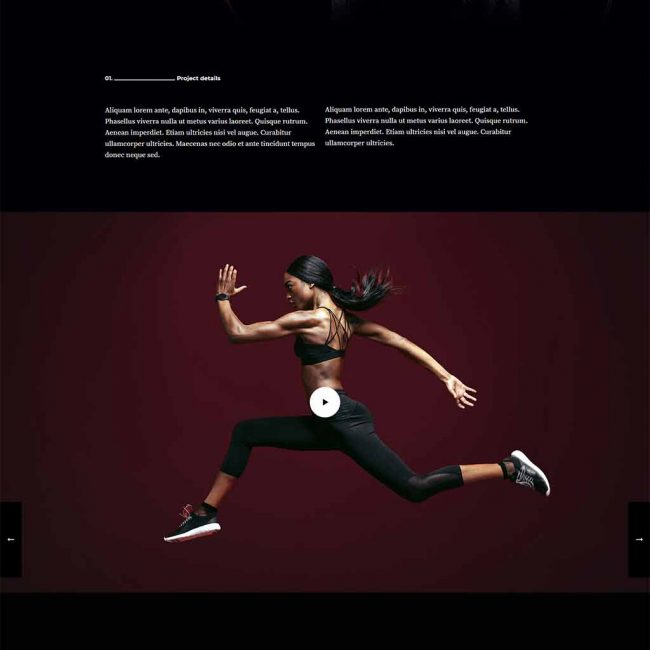 01. Project details
Aliquam lorem ante, dapibus in, viverra quis, feugiat a, tellus.
Phasellus viverra nulla ut metus varius laoreet. Quisque rutrum.
Aenean imperdiet. Etiam ultricies nisi vel augue. Curabitur
ullamcorper ultricies. Maecenas nec odio et ante tincidunt tempus
donec neque sed.
Aliquam lorem ante, dapibus in, viverra quis, feugiat a, tellus.
Phasellus viverra nulla ut metus varius laoreet. Quisque rutrum.
Aenean imperdiet. Etiam ultricies nisi vel augue. Curabitur
ullamcorper ultricies.